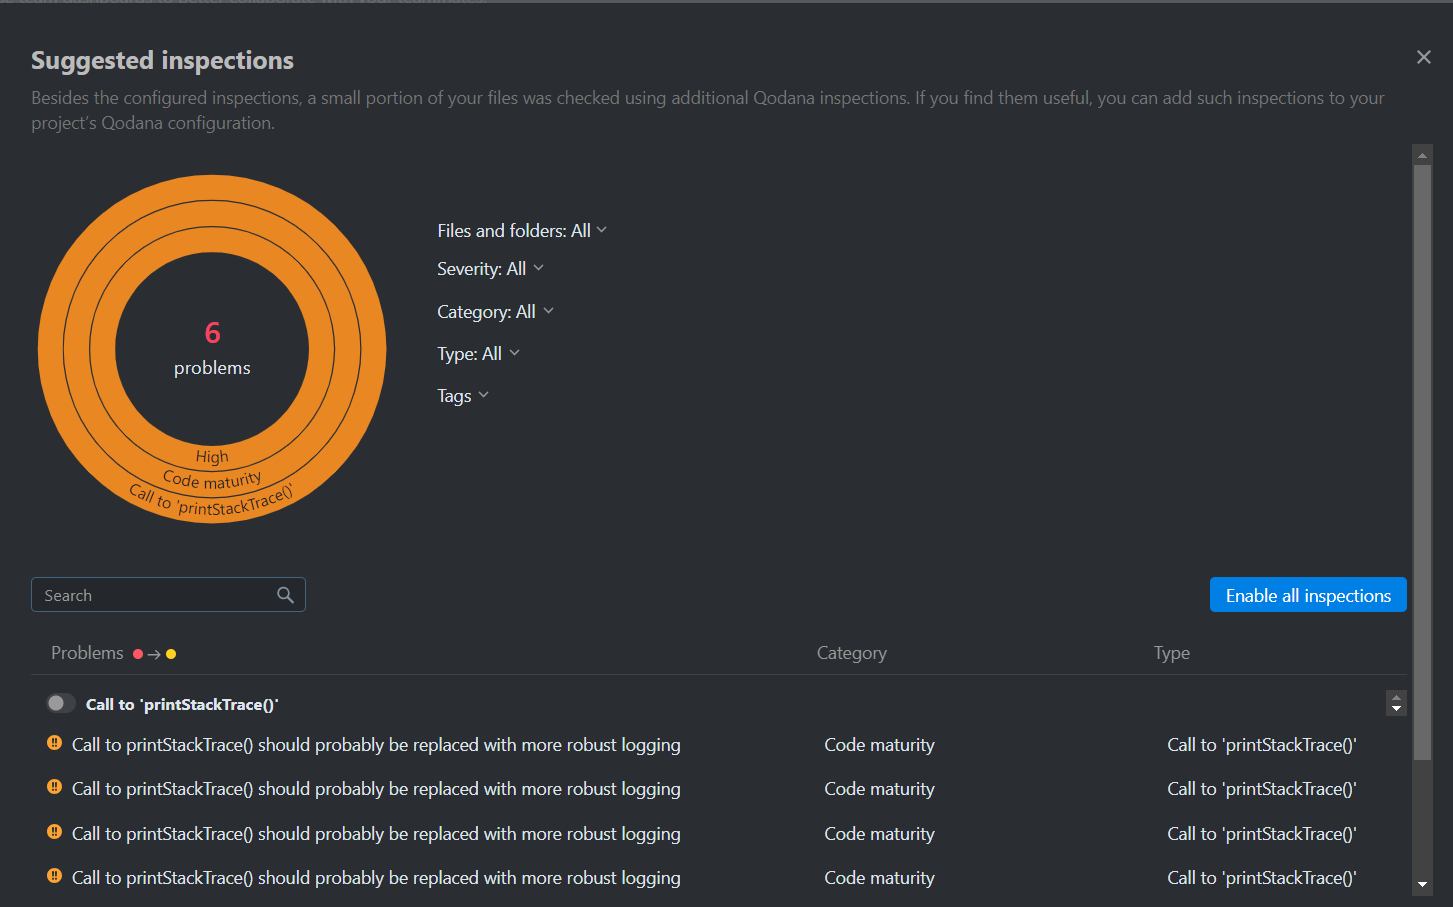 Suggested inspections
Besides the configured inspections, a small portion of your files was checked using additional Qodana inspections. If you find them useful, you can add such inspections to your
project's Qodana configuration.
6
problems
High
Code maturity
Call to 'printStackTrace()'
Files and folders: All
Severity: All
Category: All
Type: All
Tags
Search
Enable all inspections
Problems Category Type
Call to 'printStackTrace()'
Call to printStackTrace() should probably be replaced with more robust logging Code maturity Call to 'printStackTrace()'
Call to printStackTrace() should probably be replaced with more robust logging Code maturity Call to 'printStackTrace()'
Call to printStackTrace() should probably be replaced with more robust logging Code maturity Call to 'printStackTrace()'
Call to printStackTrace() should probably be replaced with more robust logging Code maturity Call to 'printStackTrace()'